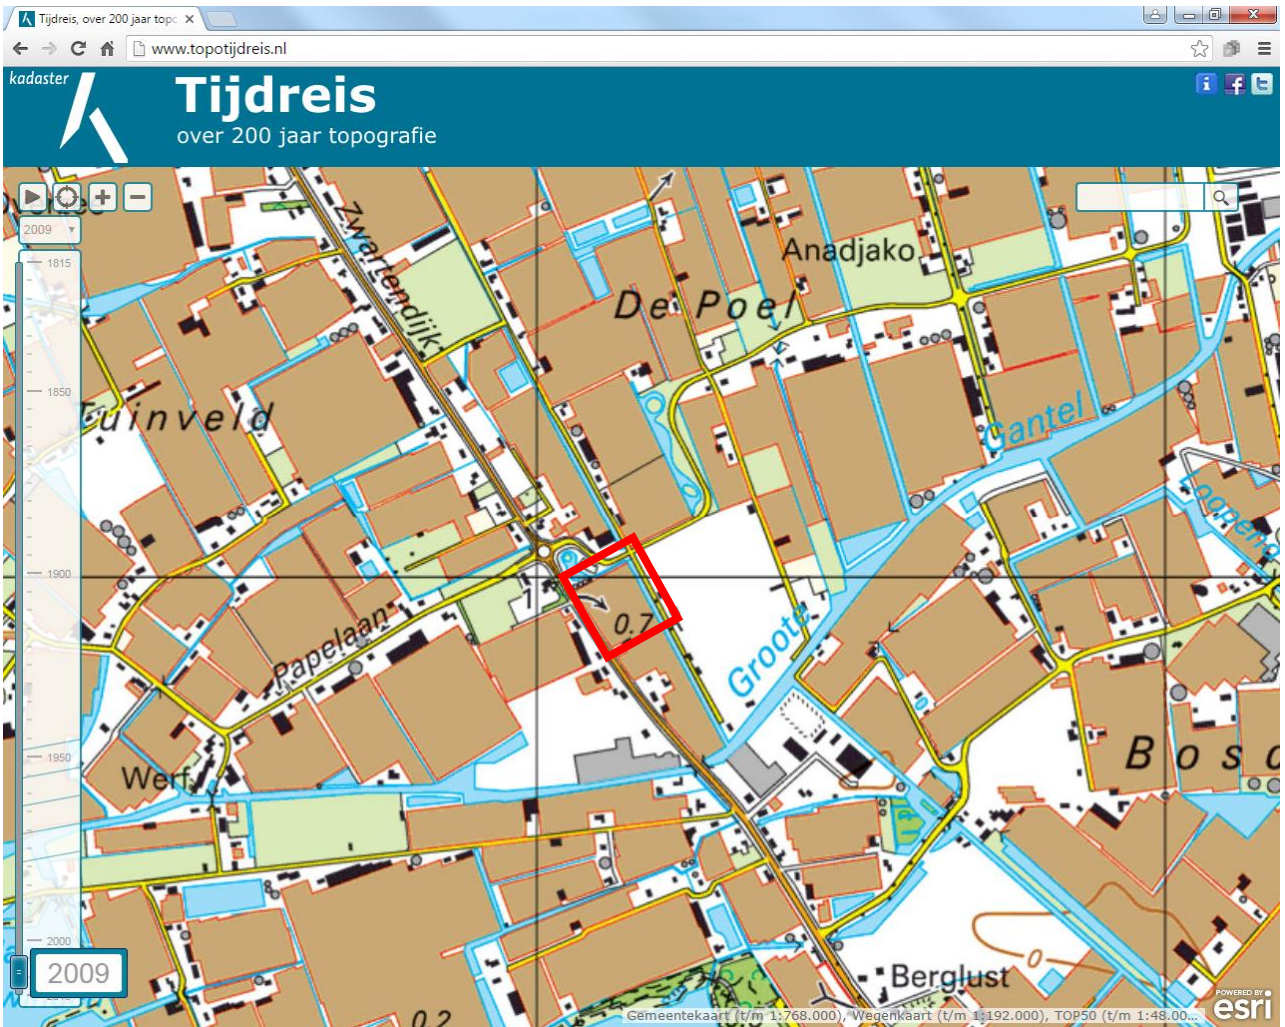 Tijdreis, over 200 jaar topo
www.topotijdreis.nl
kadaster
Tijdreis
over 200 jaar topografie
2009
1815
1850
1900
1950
2000
2009
Zwartendijk
Anadjako
De Poel
Tuinveld
Gantel
Papelaan
0.7
Groote
Werf
Berglust
0
0.2
Gemeentekaart (t/m 1:768.000), Wegenkaart (t/m 1:192.000), TOP50 (t/m 1:48.00...
POWERED BY
esri